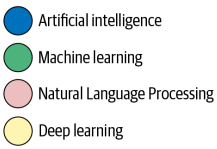 Artificial intelligence
Machine learning
Natural Language Processing
Deep learning